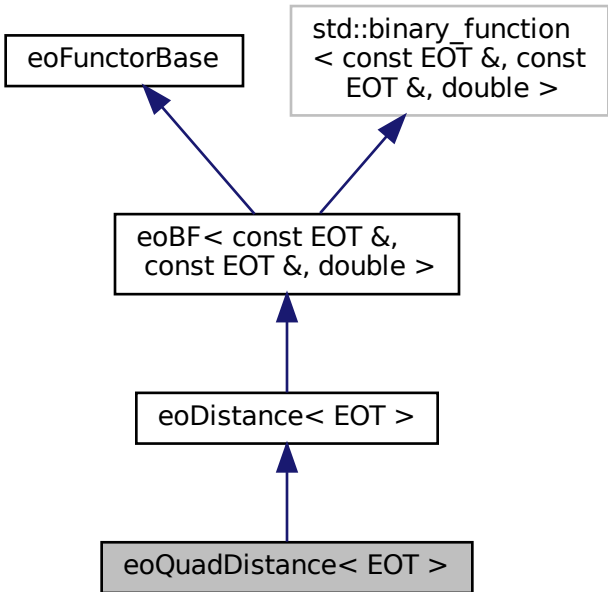 std::binary_function
< const EOT &, const
EOT &, double >
eoFunctorBase
eoBF< const EOT &,
const EOT &, double >
eoDistance< EOT >
eoQuadDistance< EOT >